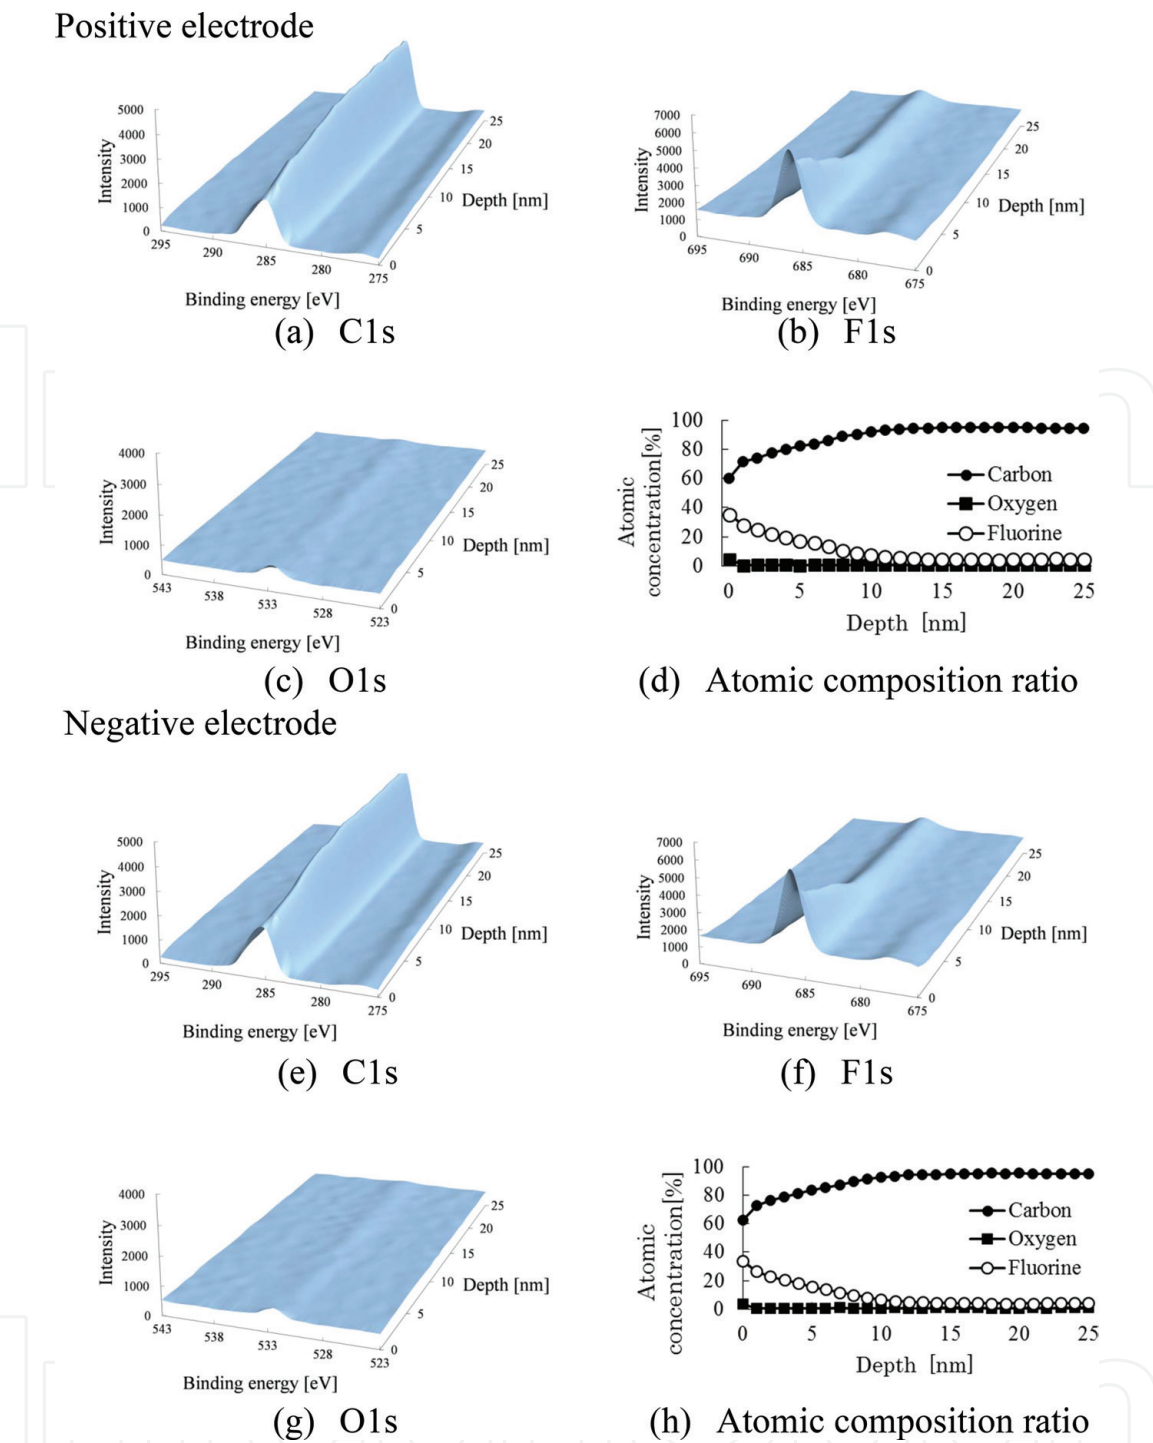 Positive electrode
5000
4000
3000
2000
1000
0
Intensity
295
290
285
280
275
Binding energy [eV]
25
20
15
10
5
0
Depth [nm]
(a) C1s
7000
6000
5000
4000
3000
2000
1000
0
Intensity
695
690
685
680
675
Binding energy [eV]
25
20
15
10
5
0
Depth [nm]
(b) F1s
4000
3000
2000
1000
0
Intensity
543
538
533
528
523
Binding energy [eV]
25
20
15
10
5
0
Depth [nm]
(c) O1s
Atomic
concentration[%]
100
80
60
40
20
0
Carbon
Oxygen
Fluorine
0 5 10 15 20 25
Depth [nm]
(d) Atomic composition ratio
Negative electrode
5000
4000
3000
2000
1000
0
Intensity
295
290
285
280
275
Binding energy [eV]
25
20
15
10
5
0
Depth [nm]
(e) C1s
7000
6000
5000
4000
3000
2000
1000
0
Intensity
695
690
685
680
675
Binding energy [eV]
25
20
15
10
5
0
Depth [nm]
(f) F1s
4000
3000
2000
1000
0
Intensity
543
538
533
528
523
Binding energy [eV]
25
20
15
10
5
0
Depth [nm]
(g) O1s
Atomic
concentration[%]
100
80
60
40
20
0
Carbon
Oxygen
Fluorine
0 5 10 15 20 25
Depth [nm]
(h) Atomic composition ratio